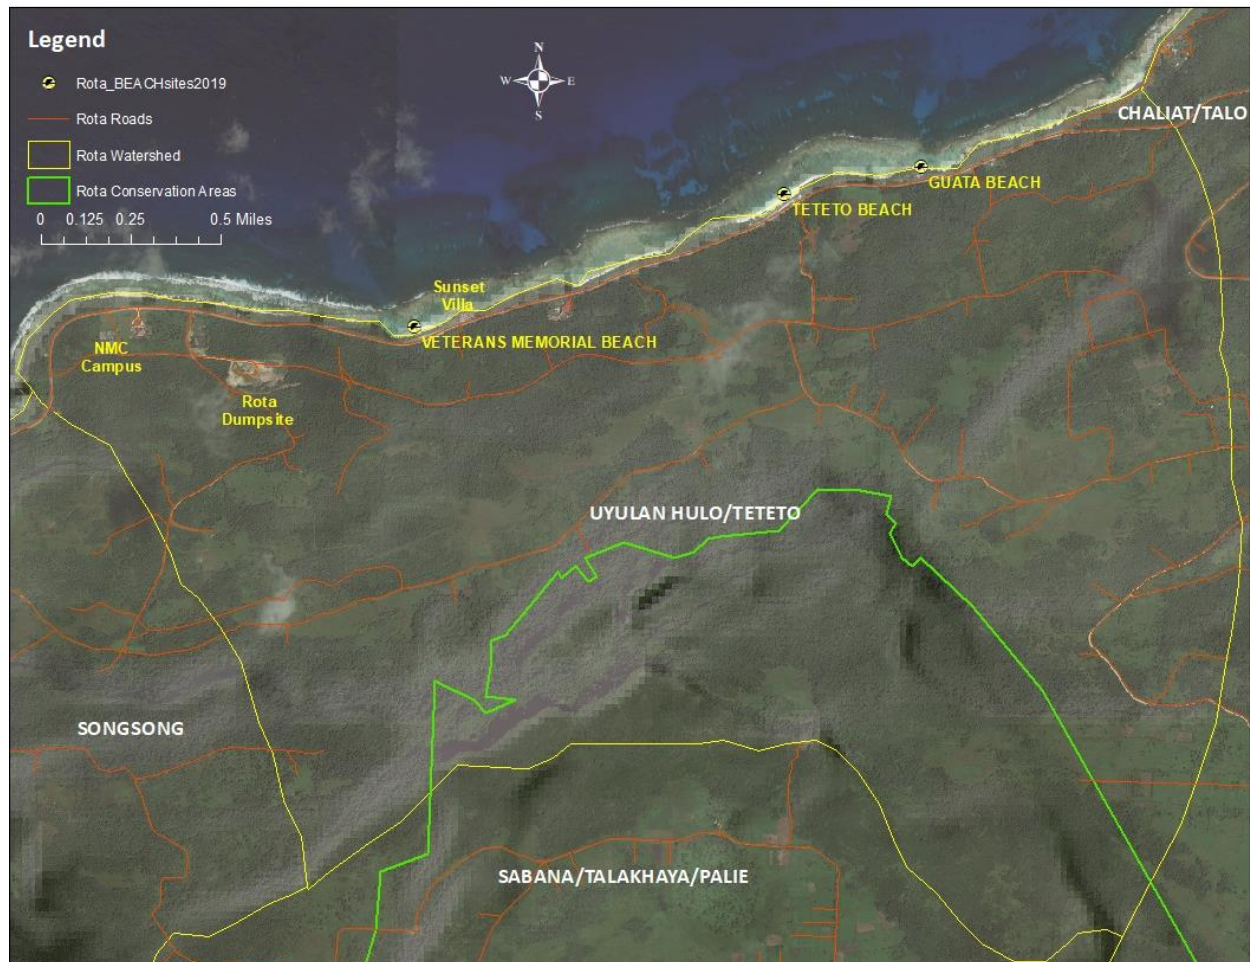 Legend
Rota_BEACHsites2019
Rota Roads
Rota Watershed
Rota Conservation Areas
0 0.125 0.25 0.5 Miles
N
W E
S
CHALIAT/TALO
GUATA BEACH
TETETO BEACH
Sunset
Villa
VETERANS MEMORIAL BEACH
NMC
Campus
Rota
Dumpsite
UYULAN HULO/TETETO
SONGSONG
SABANA/TALAKHAYA/PALIE